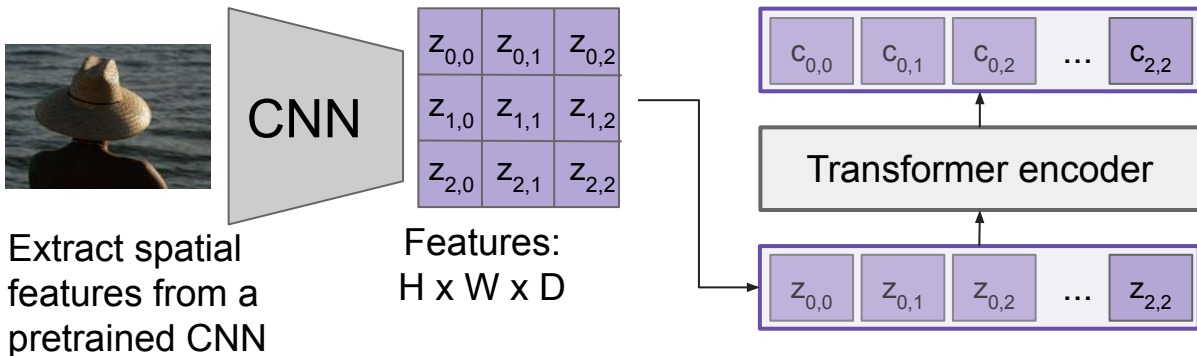 CNN
z0,0 z0,1 z0,2
z1,0 z1,1 z1,2
z2,0 z2,1 z2,2
Extract spatial
features from a
pretrained CNN
Features:
H x W x D
c0,0 c0,1 c0,2 ... c2,2
Transformer encoder
z0,0 z0,1 z0,2 ... z2,2